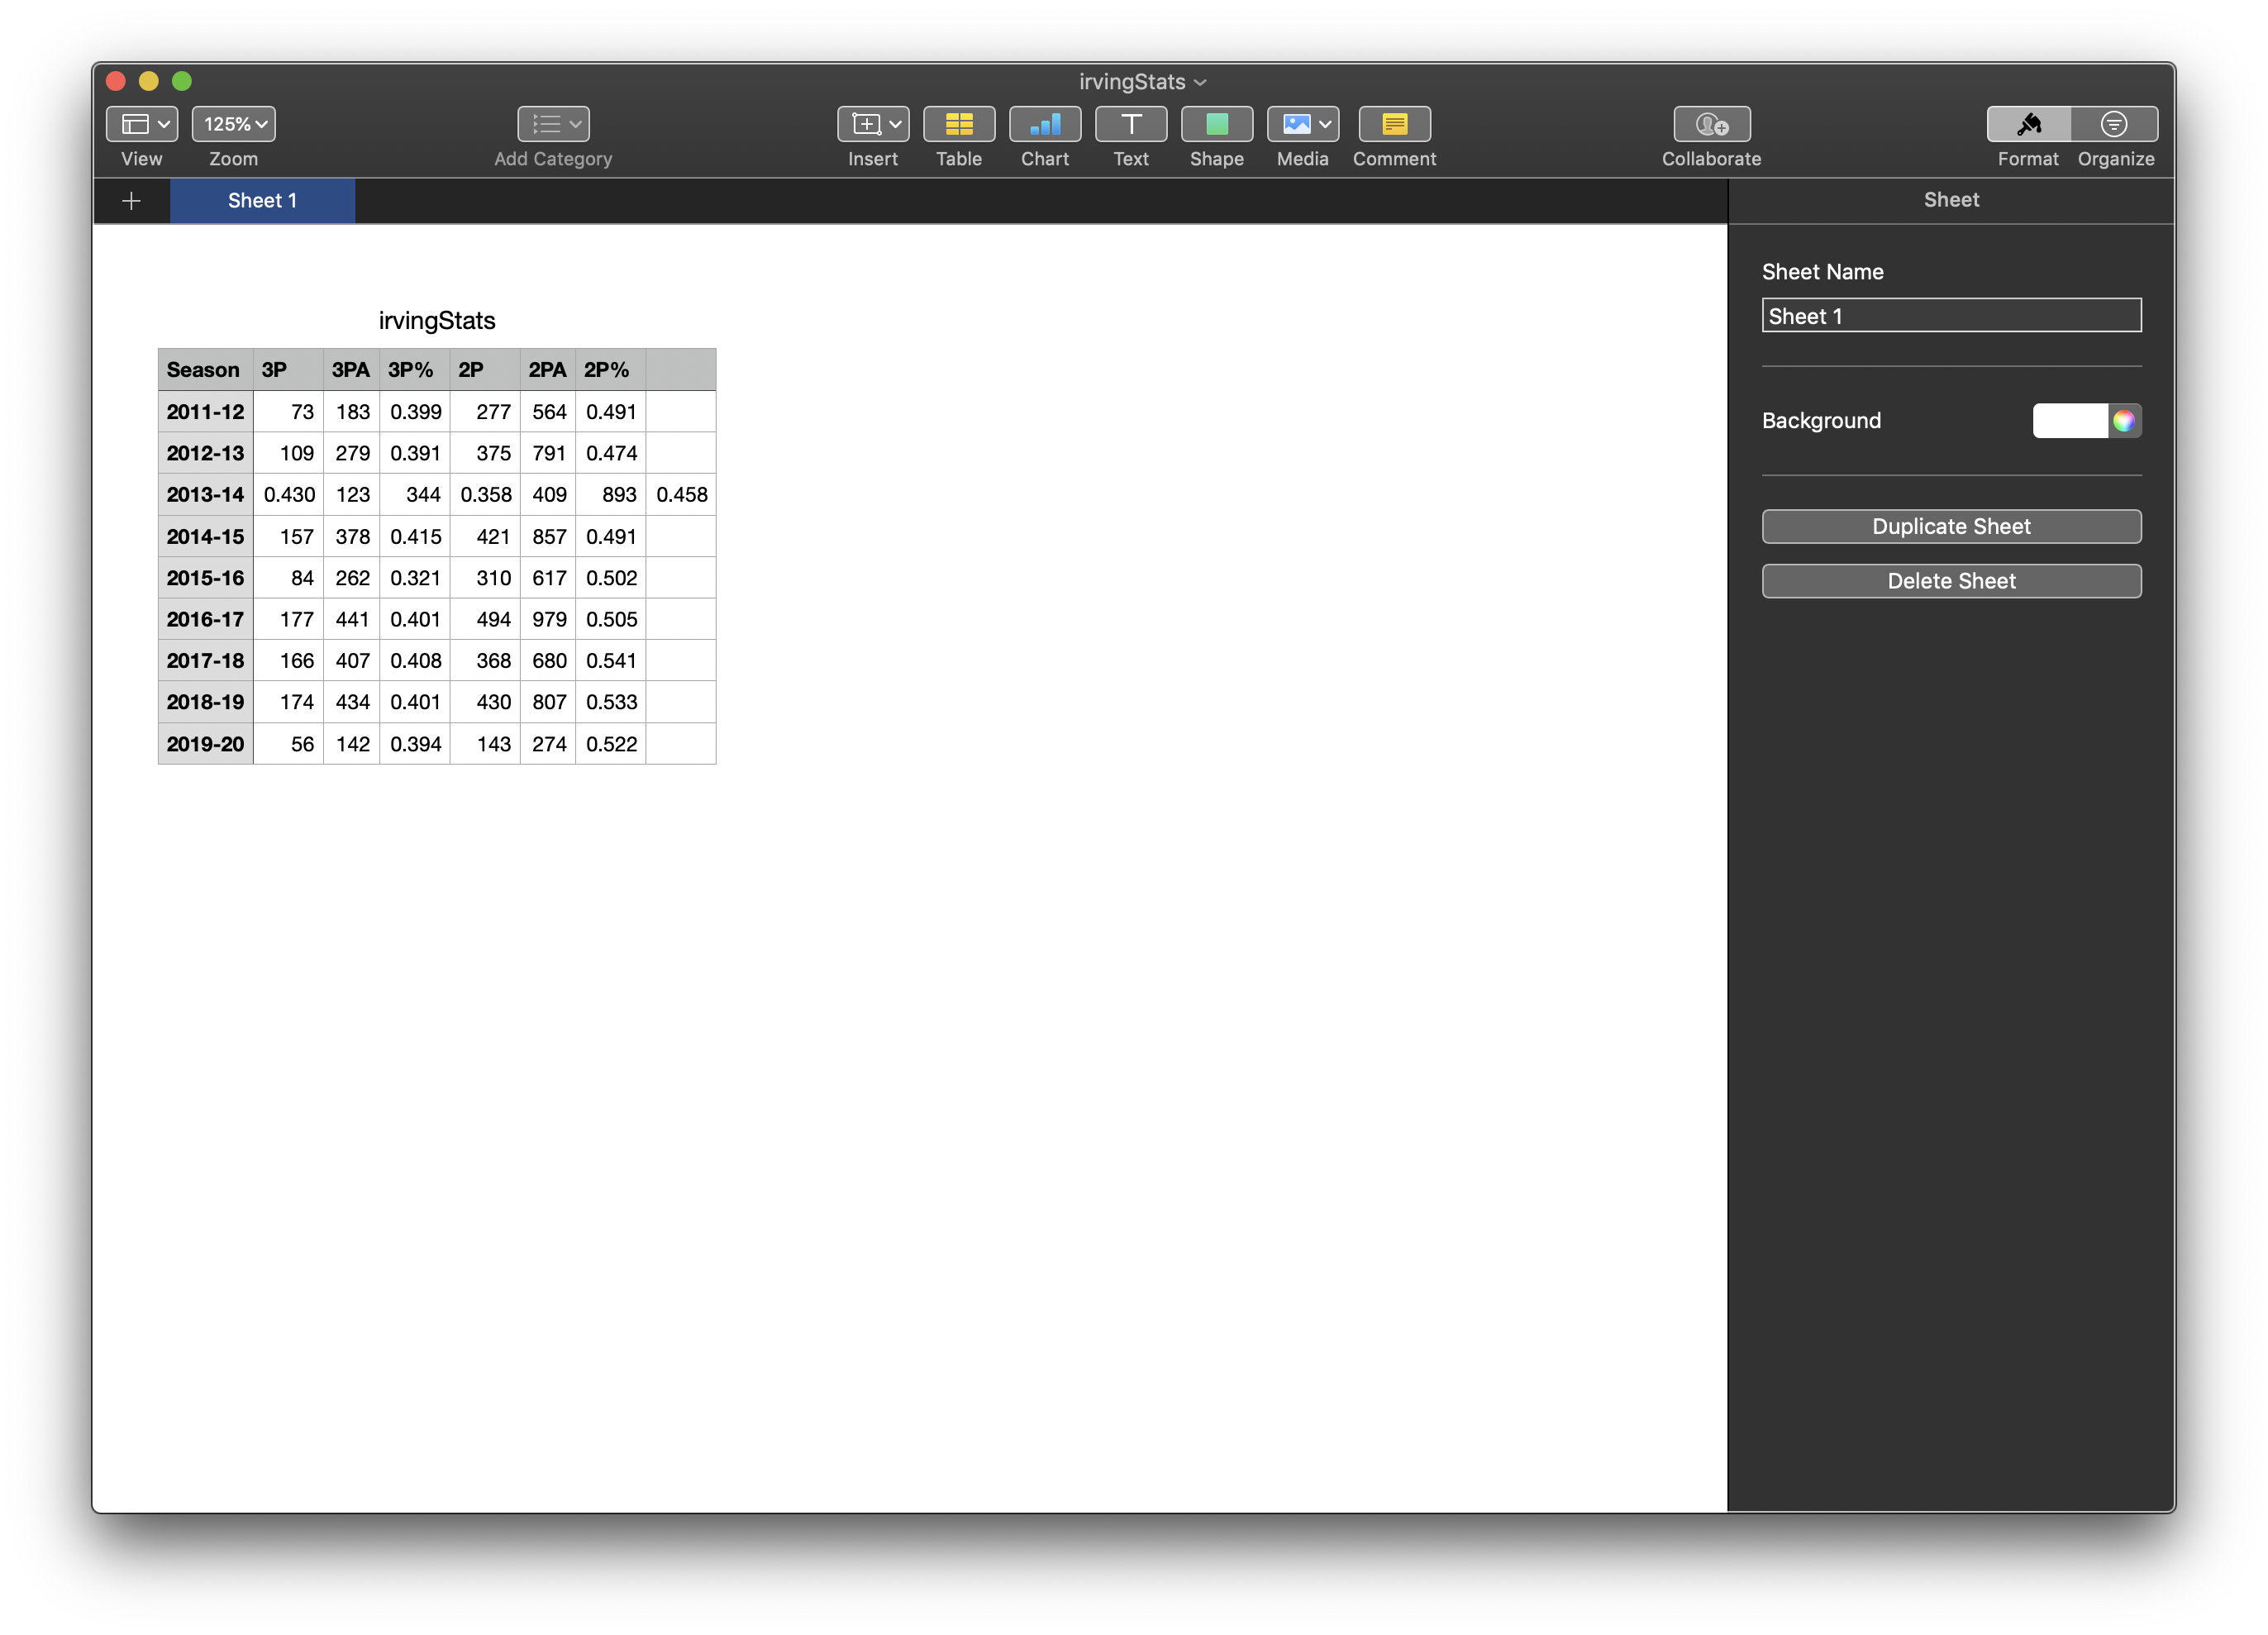 irvingStats
125%
View Zoom Add Category Insert Table Chart Text Shape Media Comment Collaborate Format Organize
Sheet 1
Sheet
Sheet Name
Sheet 1
Background
Duplicate Sheet
Delete Sheet
irvingStats
Season 3P 3PA 3P% 2P 2PA 2P%
2011-12 73 183 0.399 277 564 0.491
2012-13 109 279 0.391 375 791 0.474
2013-14 0.430 123 344 0.358 409 893 0.458
2014-15 157 378 0.415 421 857 0.491
2015-16 84 262 0.321 310 617 0.502
2016-17 177 441 0.401 494 979 0.505
2017-18 166 407 0.408 368 680 0.541
2018-19 174 434 0.401 430 807 0.533
2019-20 56 142 0.394 143 274 0.522